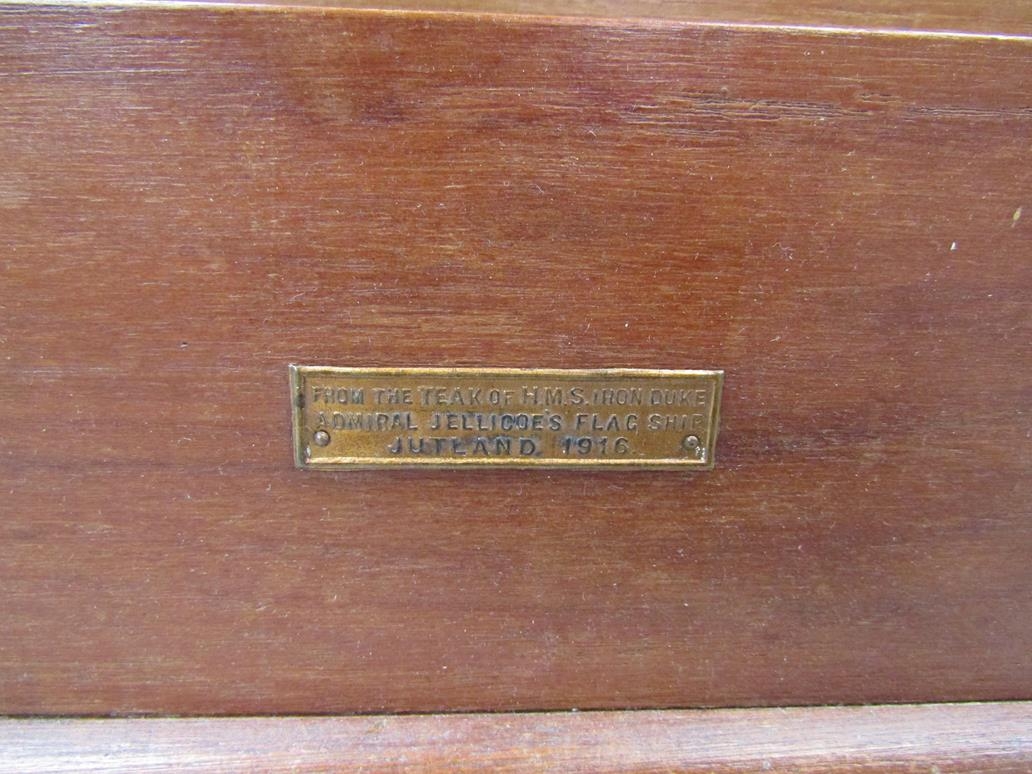 FROM THE TEAK OF H.M.S. IRON DUKE
ADMIRAL JELLICOE'S FLAG SHIP
JUTLAND. 1916.